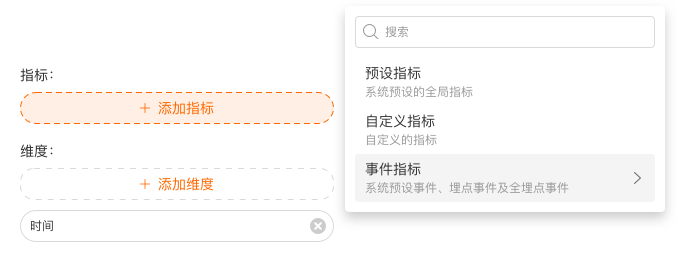 指标：
＋ 添加指标
维度：
＋ 添加维度
时间
搜索
预设指标
系统预设的全局指标
自定义指标
自定义的指标
事件指标
系统预设事件、埋点事件及全埋点事件